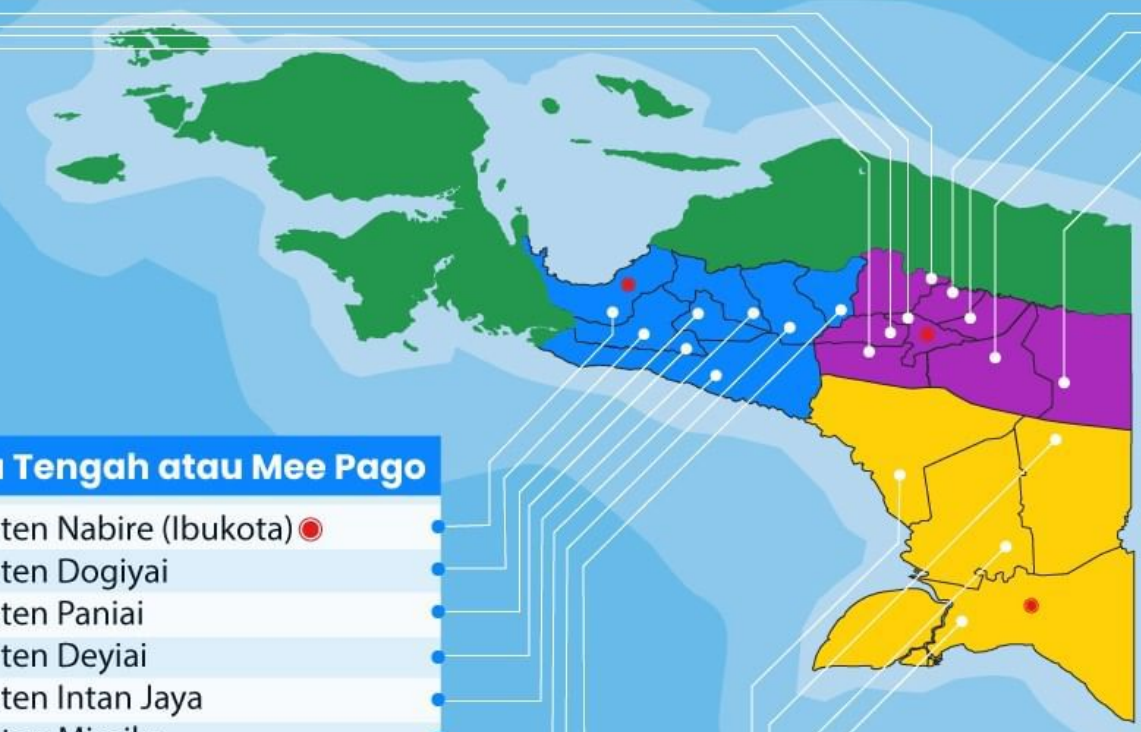 Tengah atau Mee Pago
ten Nabire (Ibukota)
ten Dogiyai
ten Paniai
ten Deyiai
ten Intan Jaya